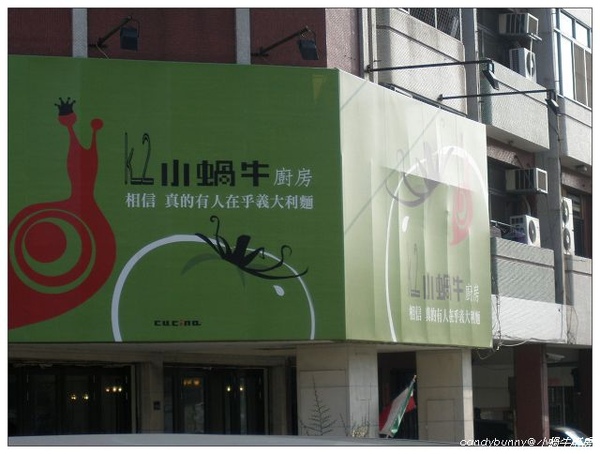 k2 小蝸牛廚房
相信 真的有人在乎義大利麵
cucina
k2 小蝸牛廚房
相信 真的有人在乎義大利麵
candybunny@小蝸牛廚房